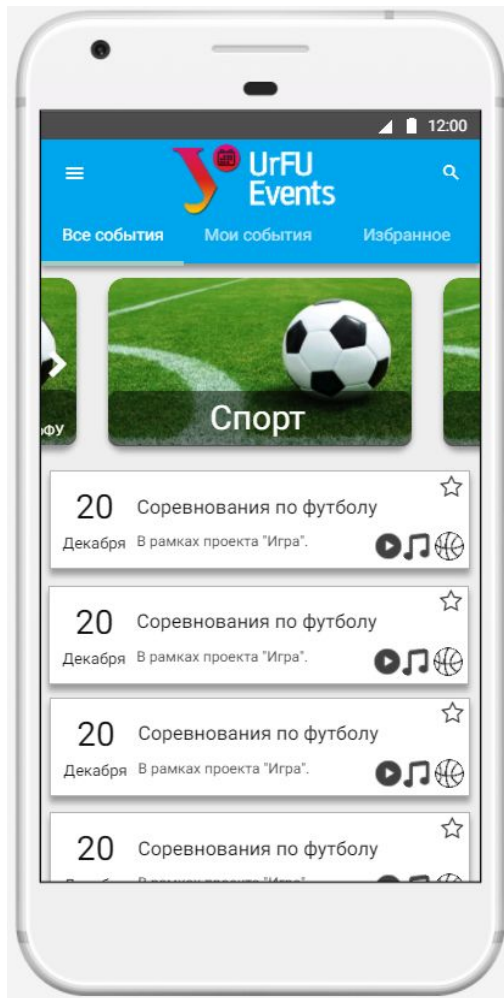 12:00
UrFU
Events
Все события Мои события Избранное
ФУ
Спорт
20
Декабря
Соревнования по футболу
В рамках проекта "Игра".
20
Декабря
Соревнования по футболу
В рамках проекта "Игра".
20
Декабря
Соревнования по футболу
В рамках проекта "Игра".
20
Соревнования по футболу